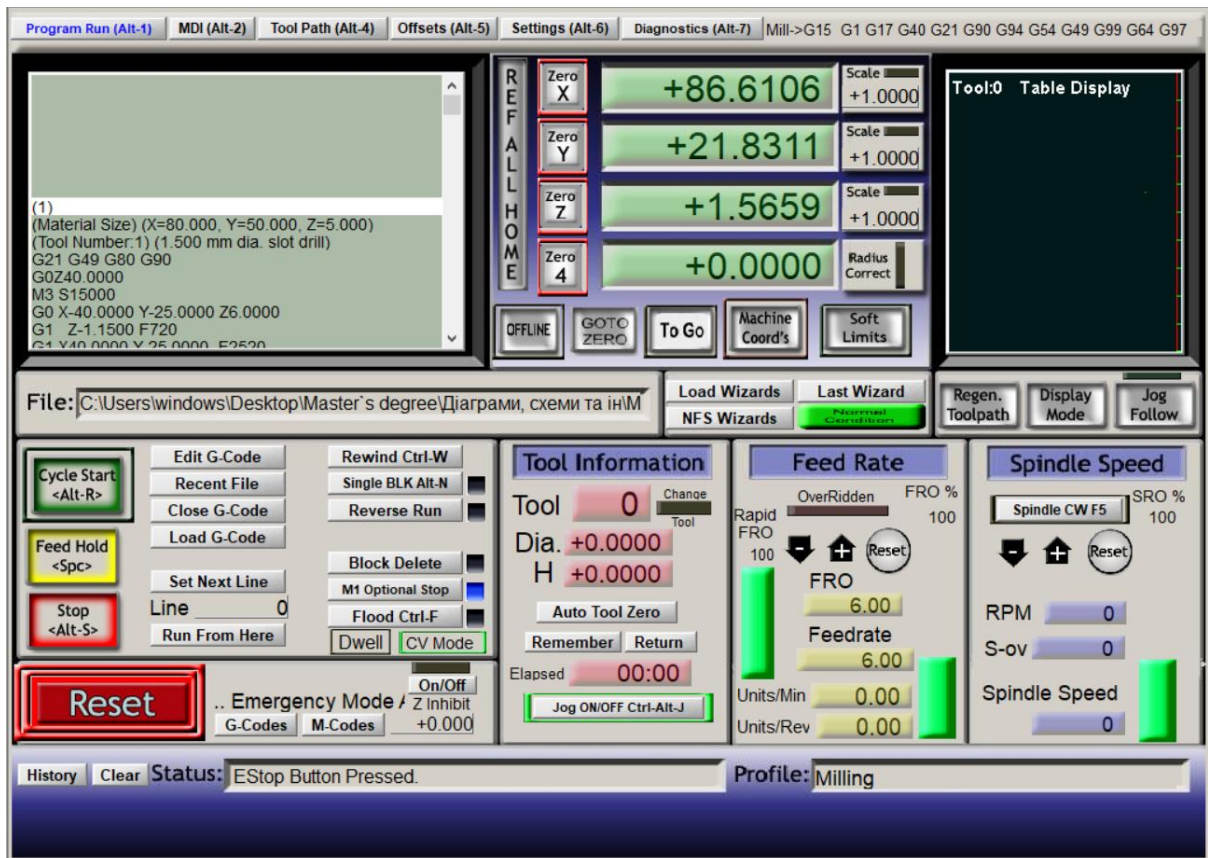 Program Run (Alt-1) MDI (Alt-2) Tool Path (Alt-4) Offsets (Alt-5) Settings (Alt-6) Diagnostics (Alt-7) Mill->G15 G1 G17 G40 G21 G90 G94 G54 G49 G99 G64 G97
(1)
(Material Size) (X=80.000, Y=50.000, Z=5.000)
(Tool Number:1) (1.500 mm dia. slot drill)
G21 G49 G80 G90
G0Z40.0000
M3 S15000
G0 X-40.0000 Y-25.0000 Z6.0000
G1 Z-1.1500 F720
G1 X40.0000 Y-25.0000 F2520
REF ALL HOME
Zero X +86.6106 Scale +1.0000
Zero Y +21.8311 Scale +1.0000
Zero Z +1.5659 Scale +1.0000
Zero 4 +0.0000 Radius Correct
OFFLINE GOTO ZERO To Go Machine Coord's Soft Limits
Tool:0 Table Display
File: C:\Users\windows\Desktop\Master`s degree\Діаграми, схеми та ін\М
Load Wizards Last Wizard
NFS Wizards Normal Condition
Regen. Toolpath Display Mode Jog Follow
Cycle Start <Alt-R>
Feed Hold <Spc>
Stop <Alt-S>
Edit G-Code
Recent File
Close G-Code
Load G-Code
Set Next Line
Line 0
Run From Here
Rewind Ctrl-W
Single BLK Alt-N
Reverse Run
Block Delete
M1 Optional Stop
Flood Ctrl-F
Dwell CV Mode
Reset
.. Emergency Mode A
G-Codes M-Codes
On/Off
Z Inhibit
+0.000
Tool Information
Tool 0 Change Tool
Dia. +0.0000
H +0.0000
Auto Tool Zero
Remember Return
Elapsed 00:00
Jog ON/OFF Ctrl-Alt-J
Feed Rate
OverRidden FRO %
100
Rapid FRO
100
Reset
FRO
6.00
Feedrate
6.00
Units/Min 0.00
Units/Rev 0.00
Spindle Speed
Spindle CW F5 SRO %
100
Reset
RPM 0
S-ov 0
Spindle Speed
0
History Clear Status: EStop Button Pressed.
Profile: Milling